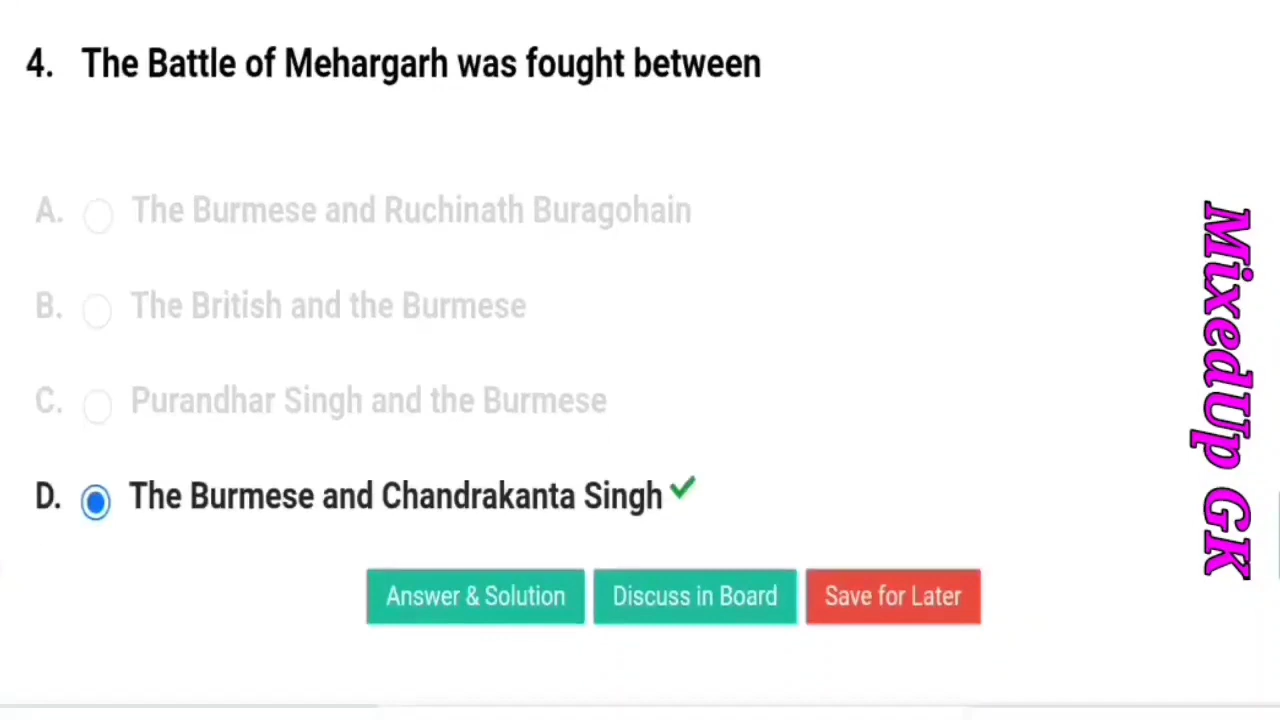 4. The Battle of Mehargarh was fought between
A. The Burmese and Ruchinath Buragohain
B. The British and the Burmese
C. Purandhar Singh and the Burmese
D. The Burmese and Chandrakanta Singh
Answer & Solution
Discuss in Board
Save for Later
MixedUp GK